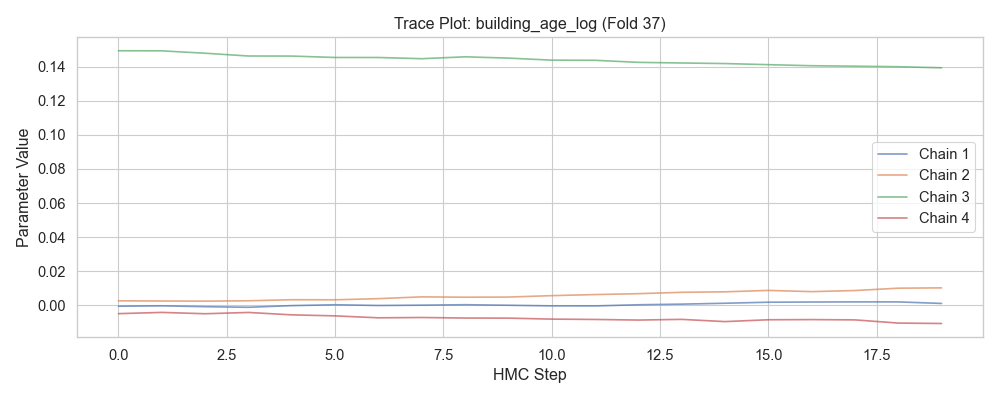 Trace Plot: building_age_log (Fold 37)
Parameter Value
0.14
0.12
0.10
0.08
0.06
0.04
0.02
0.00
Chain 1
Chain 2
Chain 3
Chain 4
0.0 2.5 5.0 7.5 10.0 12.5 15.0 17.5
HMC Step